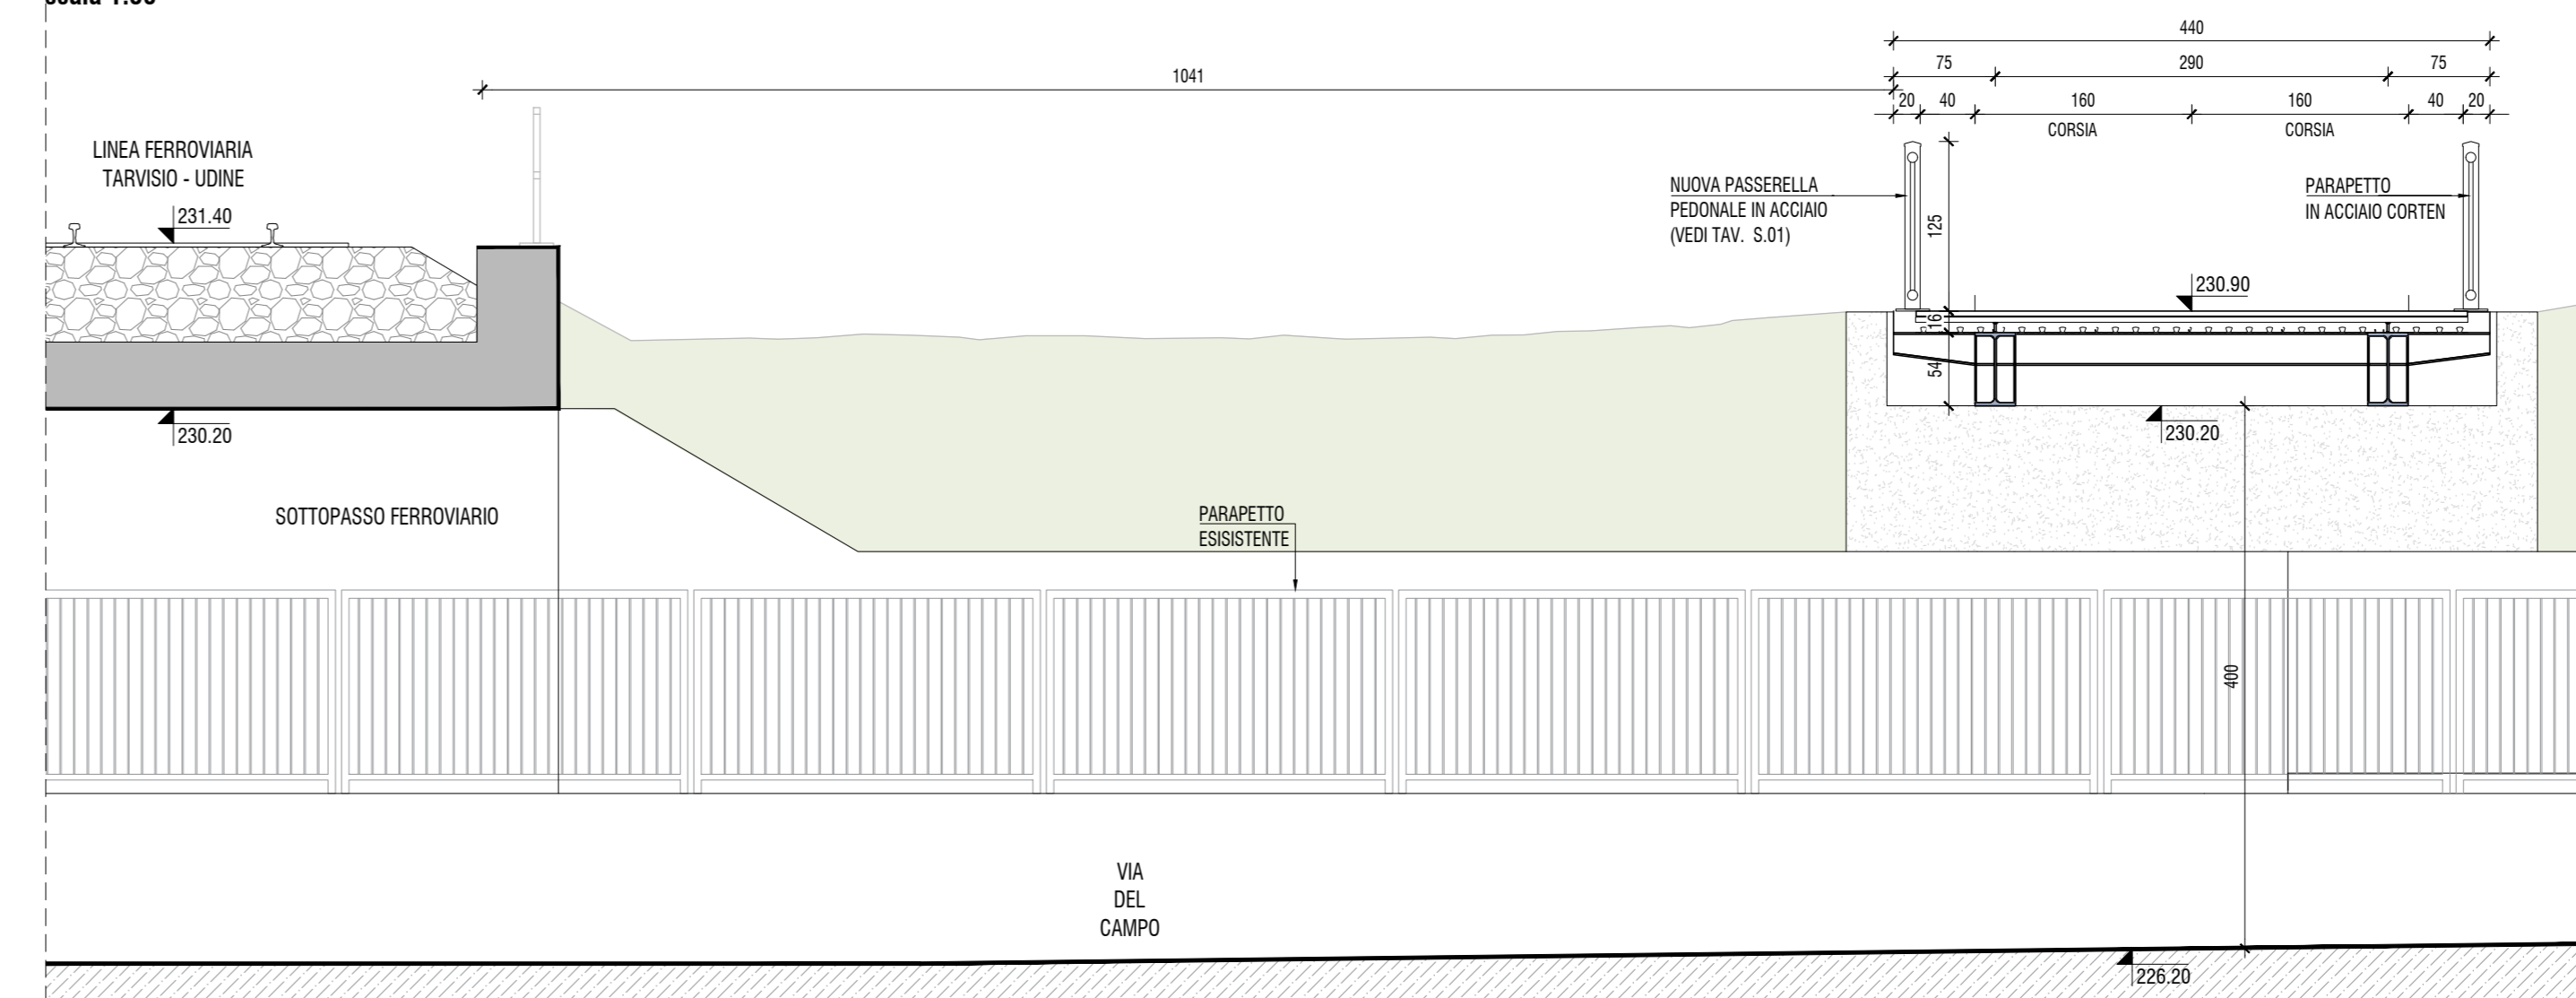 440
1041
75
290
75
20
40
160
160
40
20
CORSIA
CORSIA
LINEA FERROVIARIA
TARVISIO - UDINE
231.40
NUOVA PASSERELLA
PEDONALE IN ACCIAIO
(VEDI TAV. S.01)
125
PARAPETTO
IN ACCIAIO CORTEN
230.90
16
54
230.20
230.20
SOTTOPASSO FERROVIARIO
PARAPETTO
ESISISTENTE
400
VIA
DEL
CAMPO
226.20